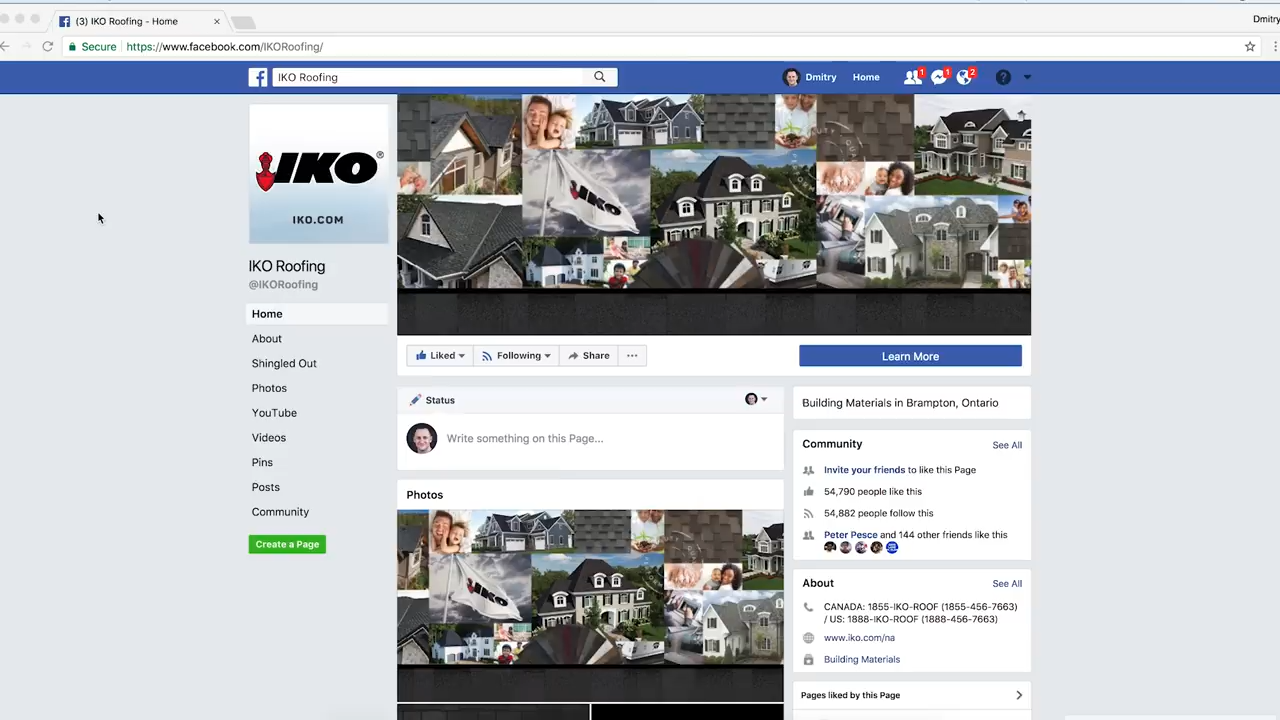 (3) IKO Roofing - Home
Dmitry
Secure
https://www.facebook.com/IKORoofing/
IKO Roofing
Dmitry
Home
1
1
2
IKO®
IKO.COM
IKO
IKO Roofing
@IKORoofing
Home
About
Shingled Out
Photos
YouTube
Videos
Pins
Posts
Community
Create a Page
Liked
Following
Share
Learn More
Status
Write something on this Page...
Photos
IKO
Building Materials in Brampton, Ontario
Community
See All
Invite your friends to like this Page
54,790 people like this
54,882 people follow this
Peter Pesce and 144 other friends like this
About
See All
CANADA: 1855-IKO-ROOF (1855-456-7663)
/ US: 1888-IKO-ROOF (1888-456-7663)
www.iko.com/na
Building Materials
Pages liked by this Page